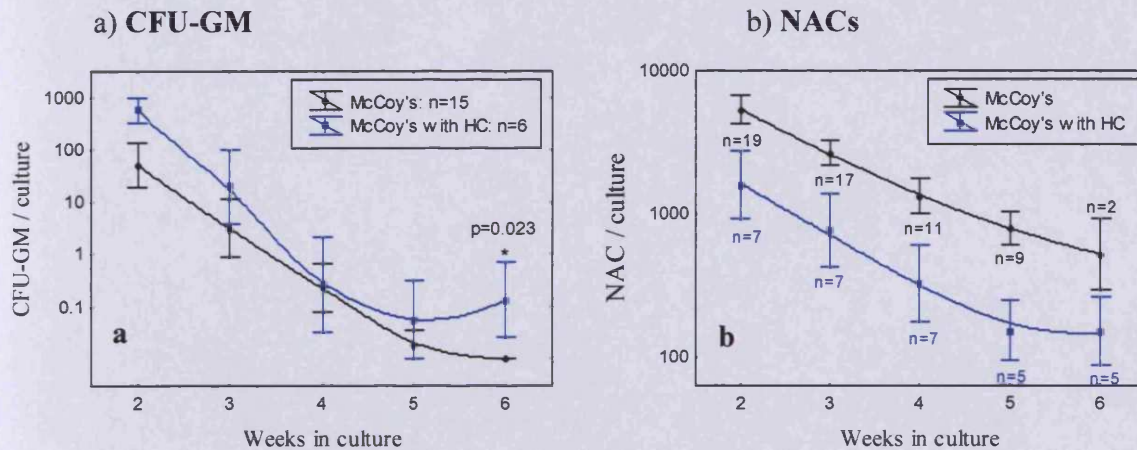 a) CFU-GM
CFU-GM / culture
1000
100
10
1
0.1
McCoy's: n=15
McCoy's with HC: n=6
p=0.023
*
a
2 3 4 5 6
Weeks in culture
b) NACs
NAC / culture
10000
1000
100
McCoy's
McCoy's with HC
n=19
n=17
n=11
n=9
n=2
n=7
n=7
n=7
n=5
n=5
b
2 3 4 5 6
Weeks in culture